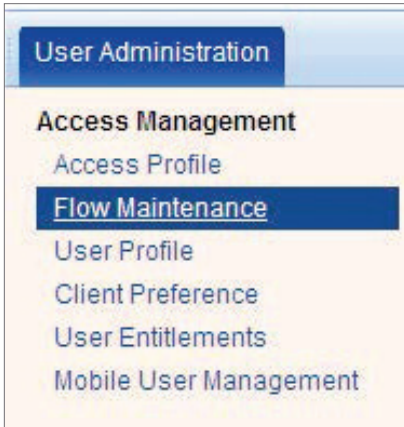 User Administration
Access Management
Access Profile
Flow Maintenance
User Profile
Client Preference
User Entitlements
Mobile User Management